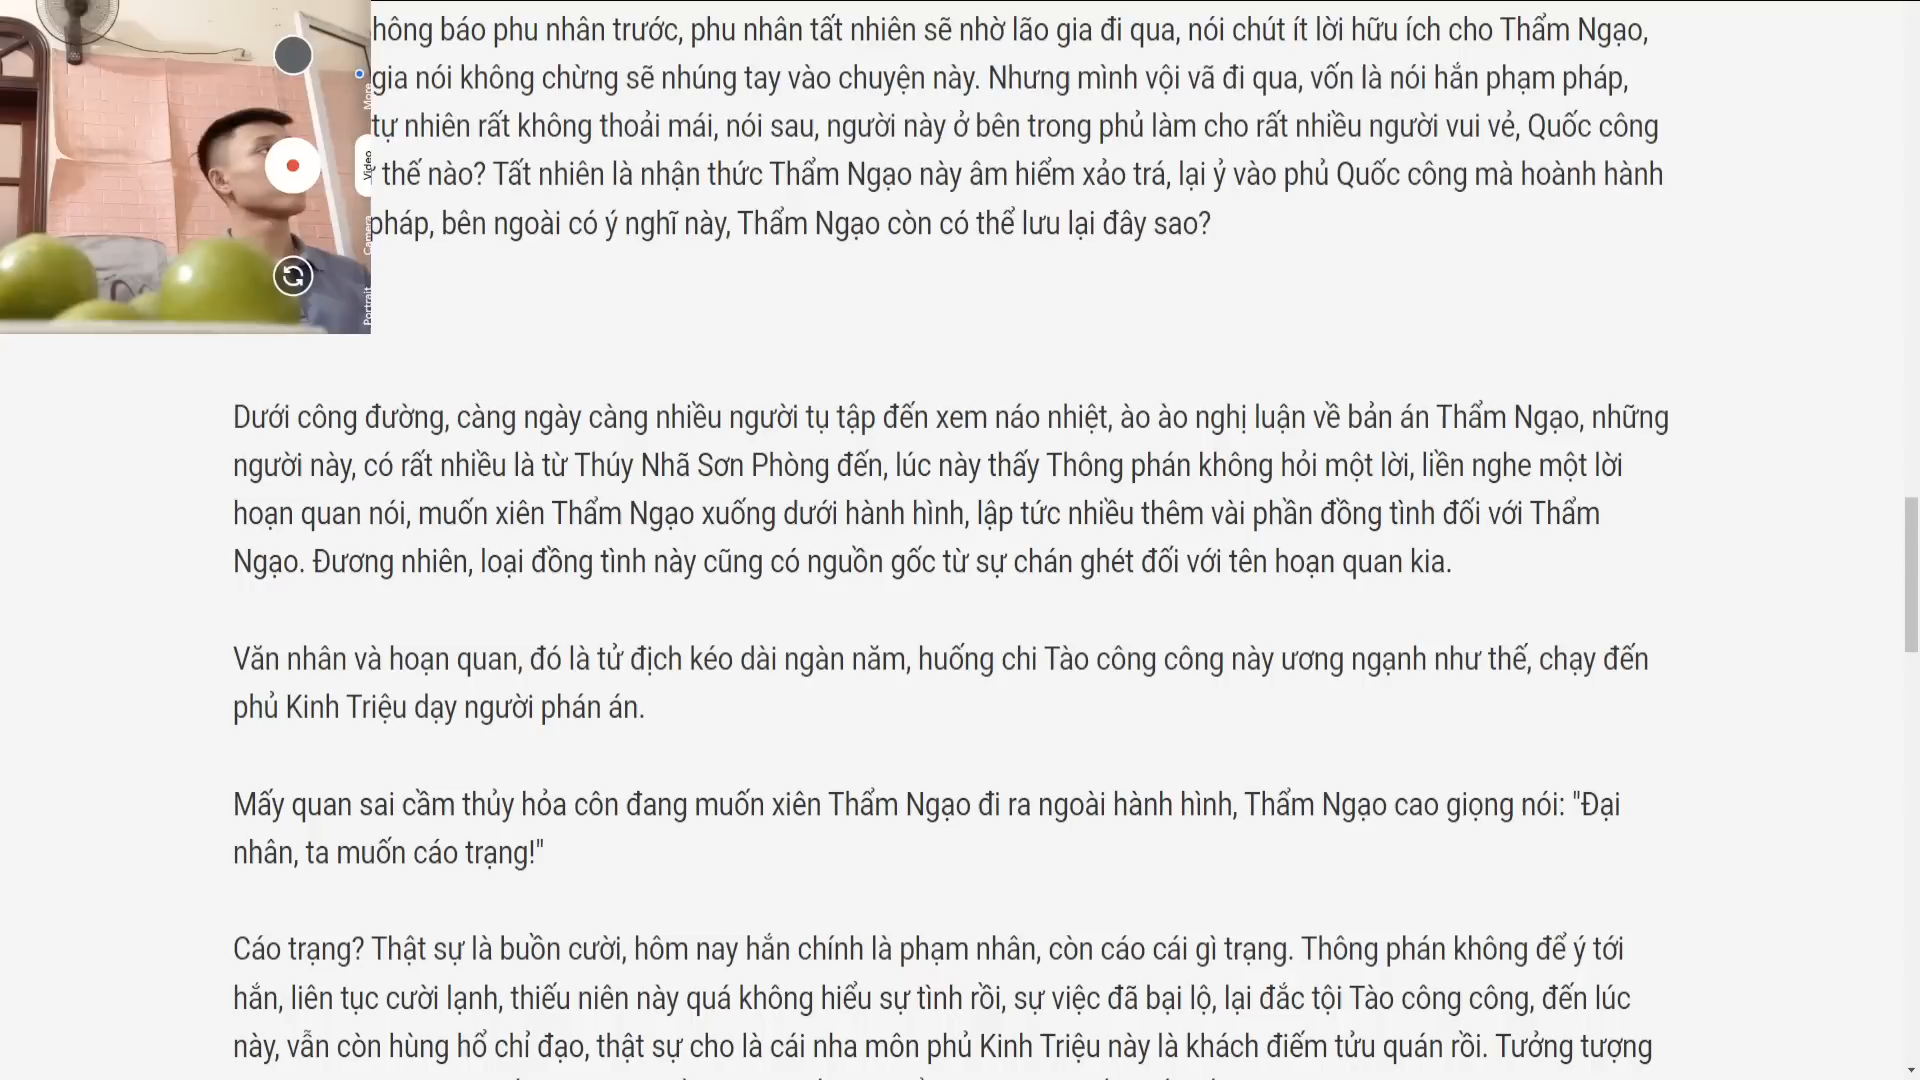 hông báo phu nhân trước, phu nhân tất nhiên sẽ nhờ lão gia đi qua, nói chút ít lời hữu ích cho Thẩm Ngạo,
gia nói không chừng sẽ nhúng tay vào chuyện này. Nhưng mình vội vã đi qua, vốn là nói hắn phạm pháp,
tự nhiên rất không thoải mái, nói sau, người này ở bên trong phủ làm cho rất nhiều người vui vẻ, Quốc công
thế nào? Tất nhiên là nhận thức Thẩm Ngạo này âm hiểm xảo trá, lại ỷ vào phủ Quốc công mà hoành hành
pháp, bên ngoài có ý nghĩ này, Thẩm Ngạo còn có thể lưu lại đây sao?
More
Video
Camera
Portrait
Dưới công đường, càng ngày càng nhiều người tụ tập đến xem náo nhiệt, ào ào nghị luận về bản án Thẩm Ngạo, những
người này, có rất nhiều là từ Thúy Nhã Sơn Phòng đến, lúc này thấy Thông phán không hỏi một lời, liền nghe một lời
hoạn quan nói, muốn xiên Thẩm Ngạo xuống dưới hành hình, lập tức nhiều thêm vài phần đồng tình đối với Thẩm
Ngạo. Đương nhiên, loại đồng tình này cũng có nguồn gốc từ sự chán ghét đối với tên hoạn quan kia.
Văn nhân và hoạn quan, đó là tử địch kéo dài ngàn năm, huống chi Tào công công này ương ngạnh như thế, chạy đến
phủ Kinh Triệu dạy người phán án.
Mấy quan sai cầm thủy hỏa côn đang muốn xiên Thẩm Ngạo đi ra ngoài hành hình, Thẩm Ngạo cao giọng nói: "Đại
nhân, ta muốn cáo trạng!"
Cáo trạng? Thật sự là buồn cười, hôm nay hắn chính là phạm nhân, còn cáo cái gì trạng. Thông phán không để ý tới
hắn, liên tục cười lạnh, thiếu niên này quá không hiểu sự tình rồi, sự việc đã bại lộ, lại đắc tội Tào công công, đến lúc
này, vẫn còn hùng hổ chỉ đạo, thật sự cho là cái nha môn phủ Kinh Triệu này là khách điếm tửu quán rồi. Tưởng tượng